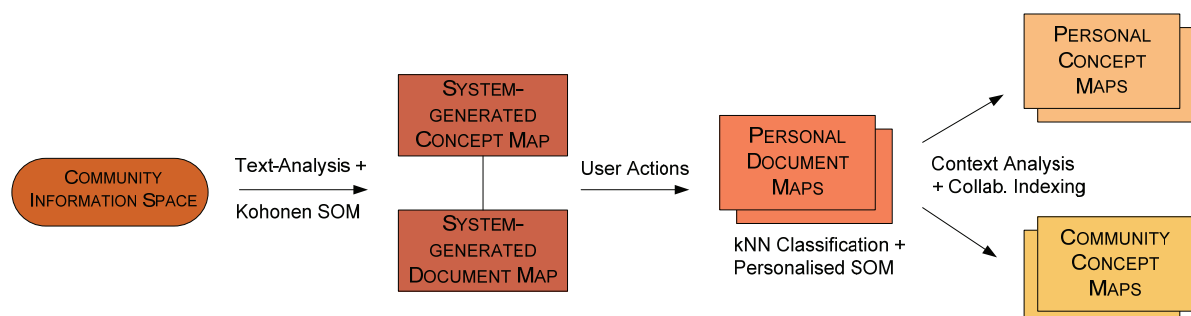 COMMUNITY
INFORMATION SPACE
Text-Analysis +
Kohonen SOM
SYSTEM-
GENERATED
CONCEPT MAP
SYSTEM-
GENERATED
DOCUMENT MAP
User Actions
PERSONAL
DOCUMENT
MAPS
kNN Classification +
Personalised SOM
PERSONAL
CONCEPT
MAPS
Context Analysis
+ Collab. Indexing
COMMUNITY
CONCEPT
MAPS